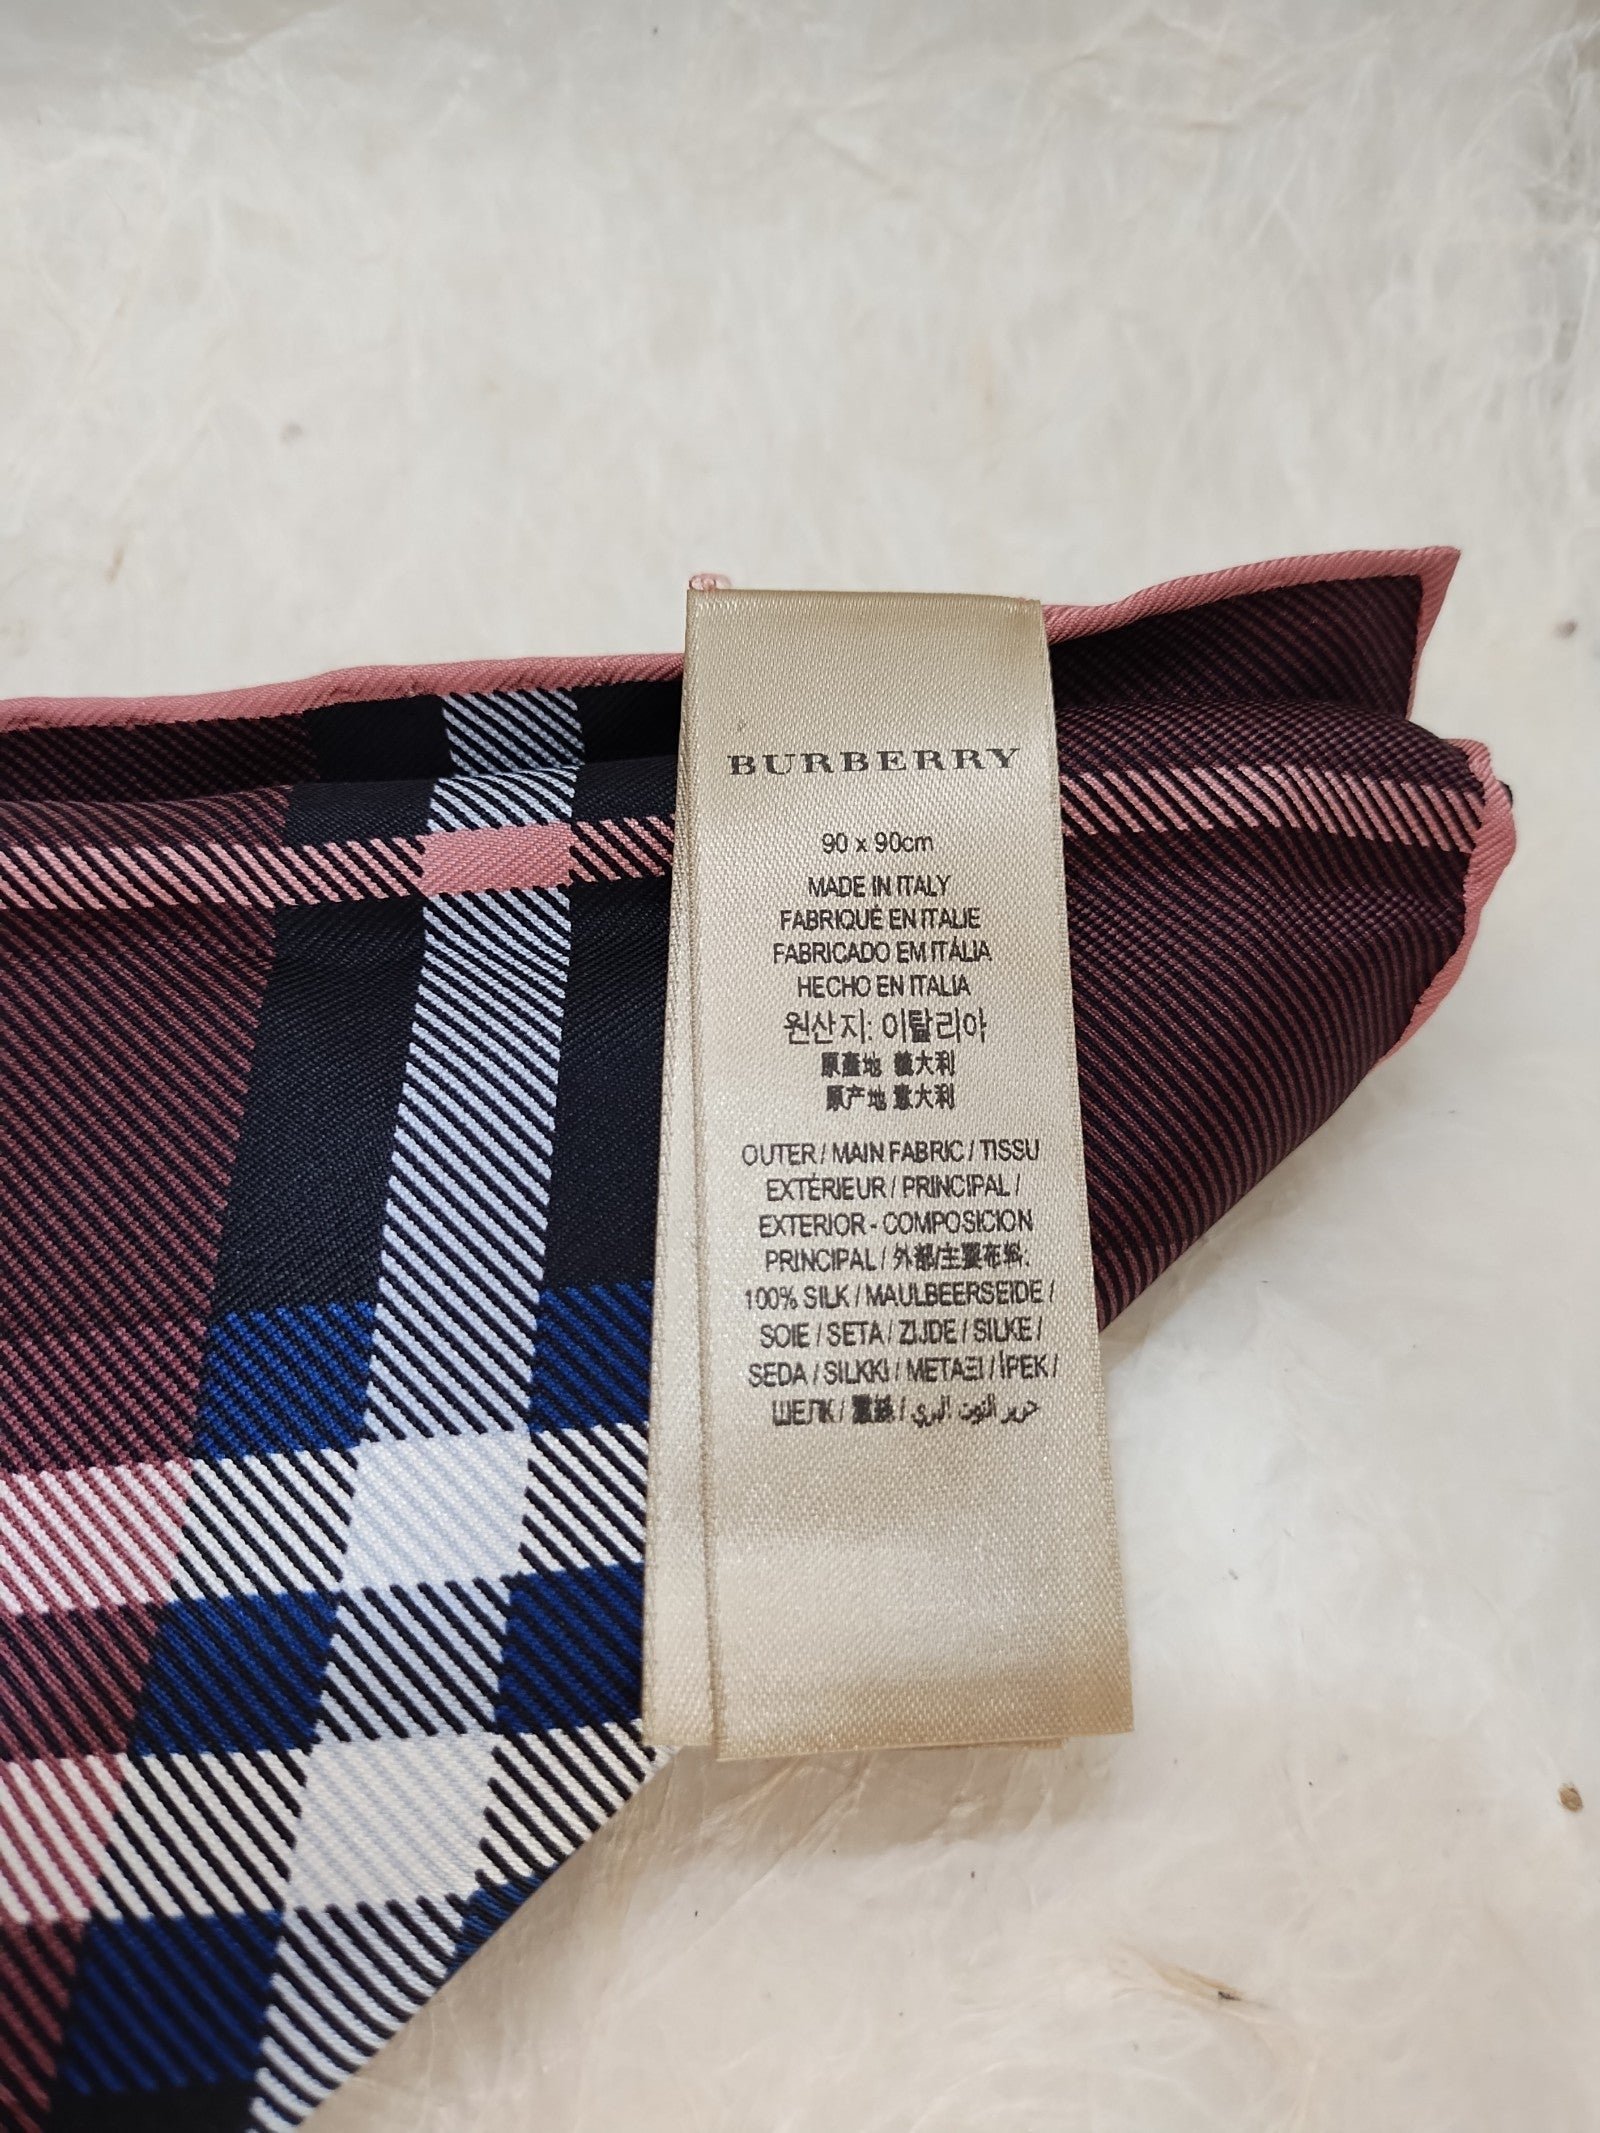 BURBERRY
90 x 90cm
MADE IN ITALY
FABRIQUÉ EN ITALIE
FABRICADO EM ITÁLIA
HECHO EN ITALIA
원산지: 이탈리아
原產地 義大利
原产地 意大利
OUTER / MAIN FABRIC / TISSU
EXTÉRIEUR / PRINCIPAL /
EXTERIOR - COMPOSICION
PRINCIPAL / 外部/主要布料:
100% SILK / MAULBEERSEIDE /
SOIE / SETA / ZIJDE / SILKE /
SEDA / SILKKI / ΜΕΤΑΞΙ / İPEK /
ШЕЛК / 蠶絲 / حرير التوت البري